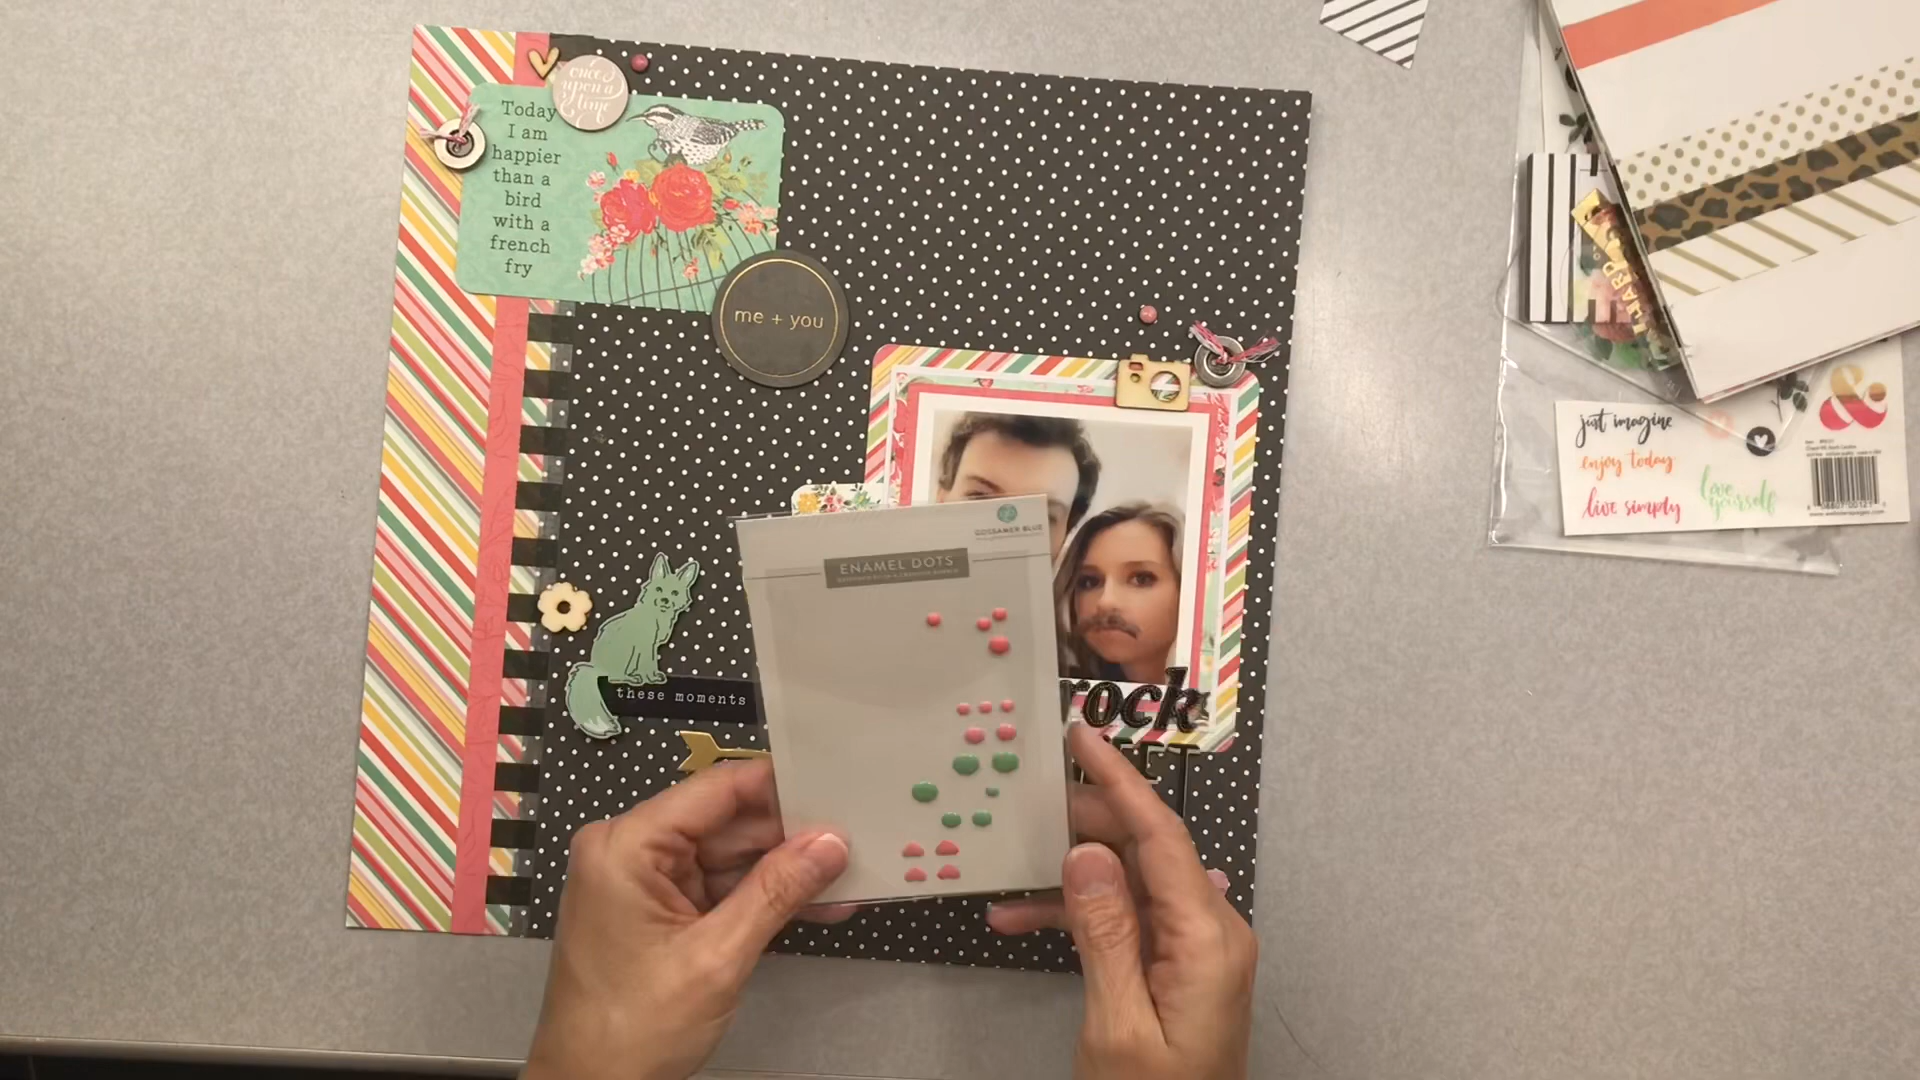 once
upon a
time
Today
I am
happier
than a
bird
with a
french
fry
me + you
GOSSAMER BLUE
ENAMEL DOTS
these moments
rock
just imagine
enjoy today
live simply
love
yourself
&